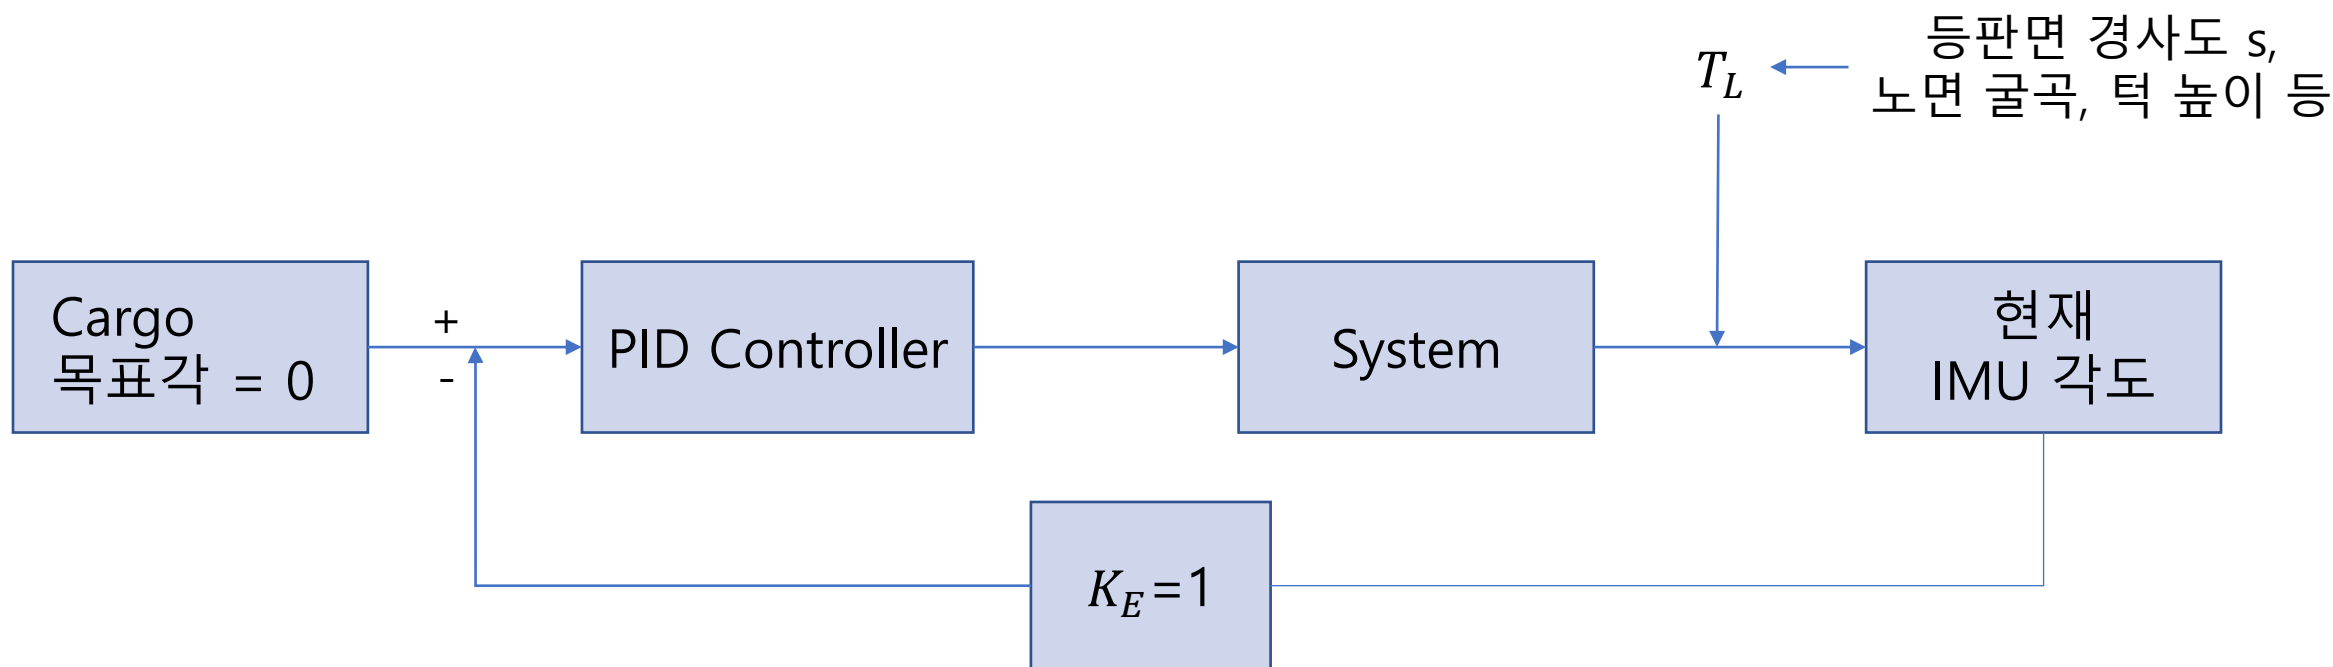 등판면 경사도 s,
노면 굴곡, 턱 높이 등
T_L
Cargo
목표각 = 0
+
-
PID Controller
System
현재
IMU 각도
K_E=1